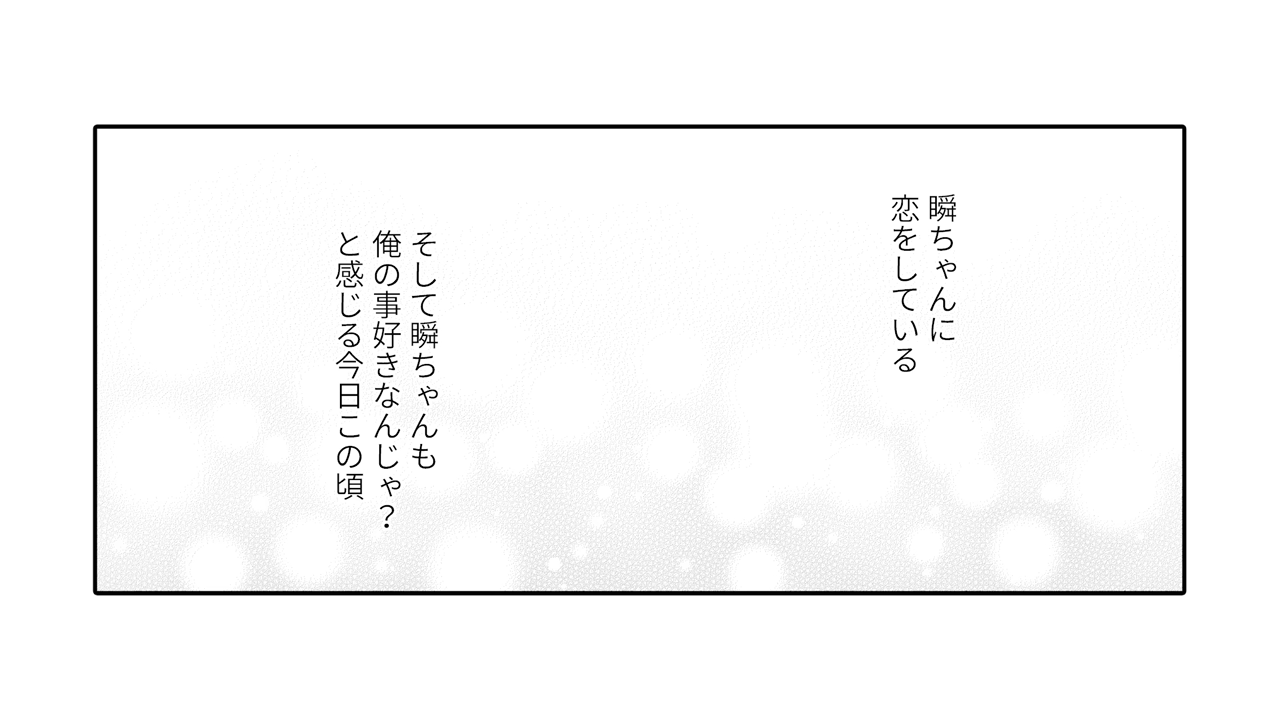 瞬ちゃんに
恋をしている
そして瞬ちゃんも
俺の事好きなんじゃ？
と感じる今日この頃